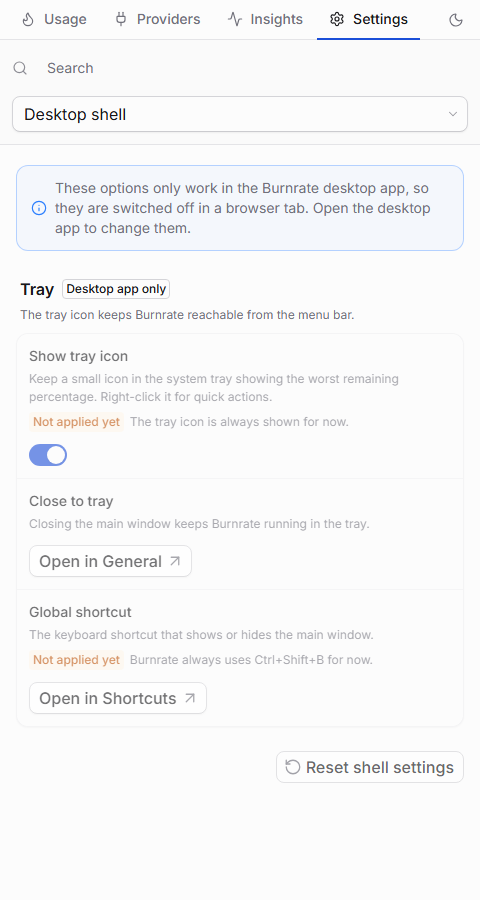 Usage Providers Insights Settings
Search
Desktop shell
These options only work in the Burnrate desktop app, so
they are switched off in a browser tab. Open the desktop
app to change them.
Tray Desktop app only
The tray icon keeps Burnrate reachable from the menu bar.
Show tray icon
Keep a small icon in the system tray showing the worst remaining
percentage. Right-click it for quick actions.
Not applied yet The tray icon is always shown for now.
Close to tray
Closing the main window keeps Burnrate running in the tray.
Open in General
Global shortcut
The keyboard shortcut that shows or hides the main window.
Not applied yet Burnrate always uses Ctrl+Shift+B for now.
Open in Shortcuts
Reset shell settings